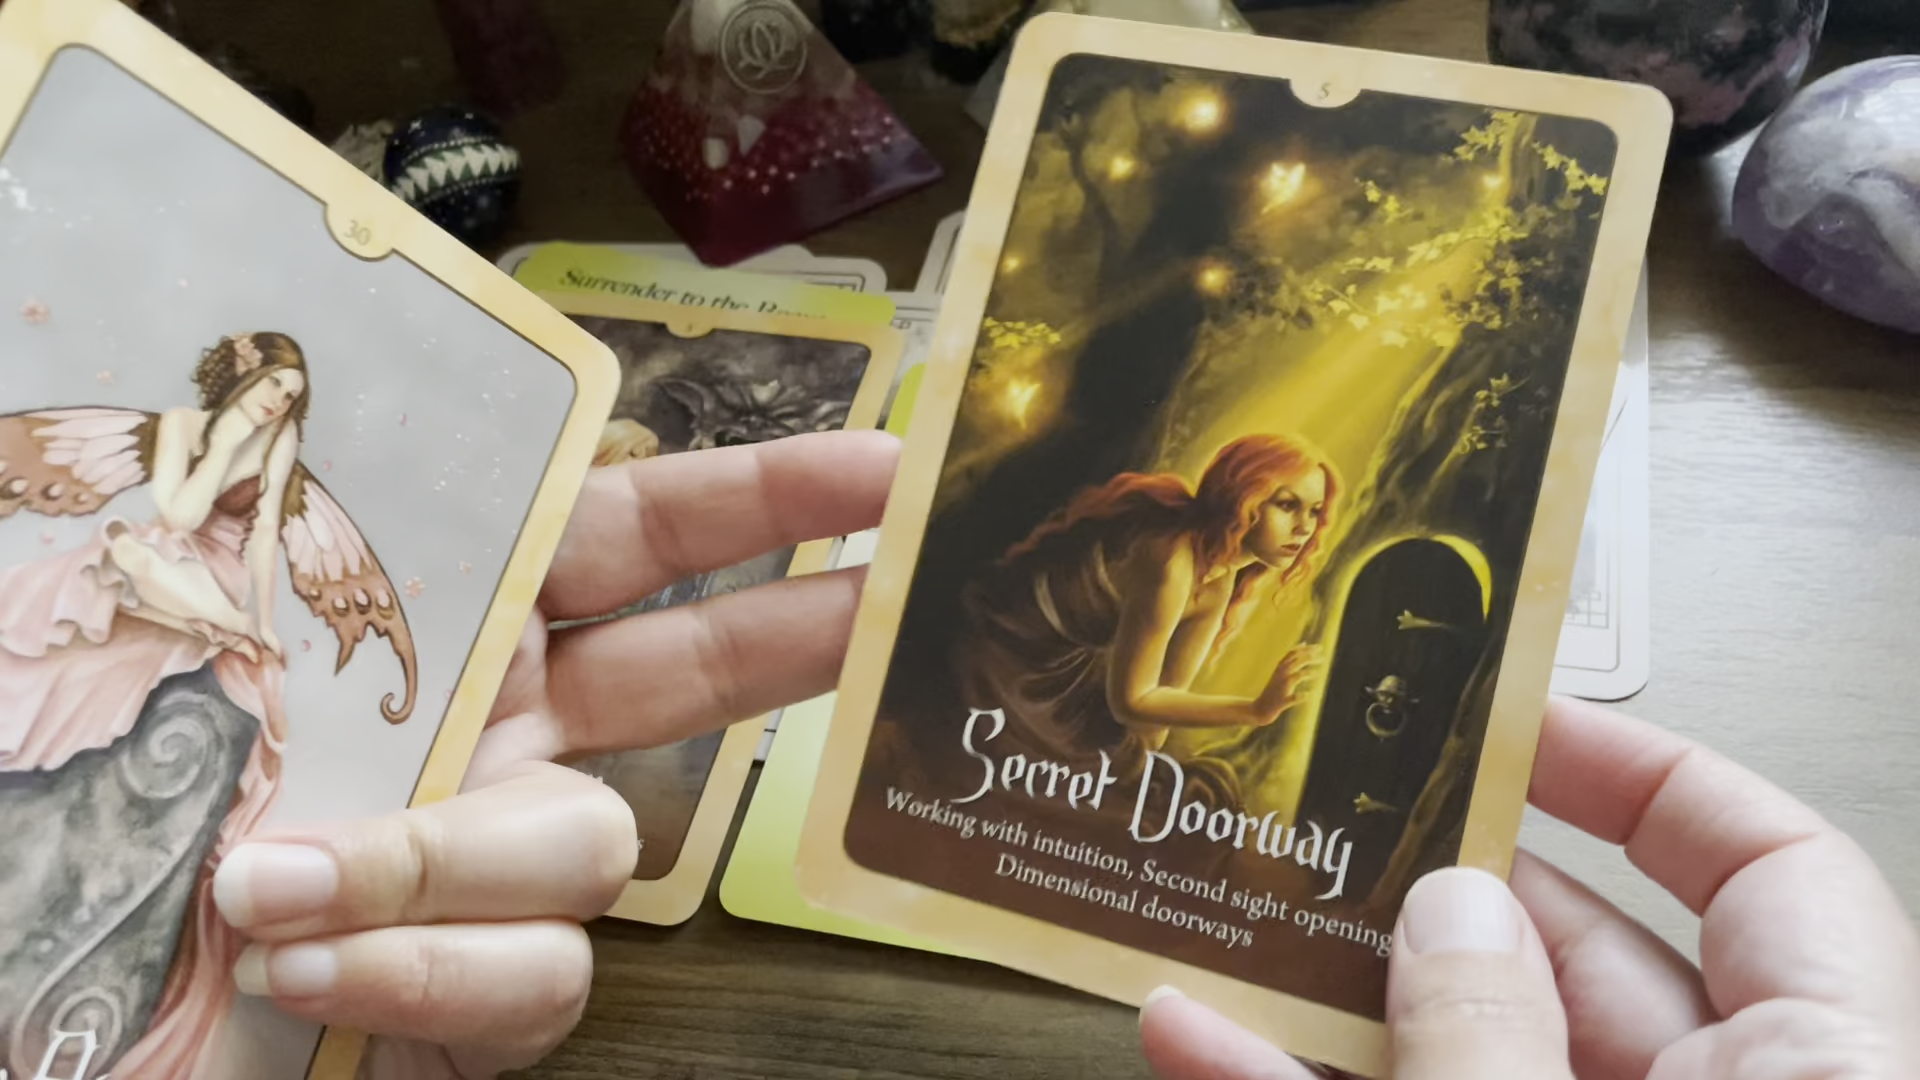 30
5
Surrender to the
Secret Doorway
Working with intuition, Second sight opening
Dimensional doorways